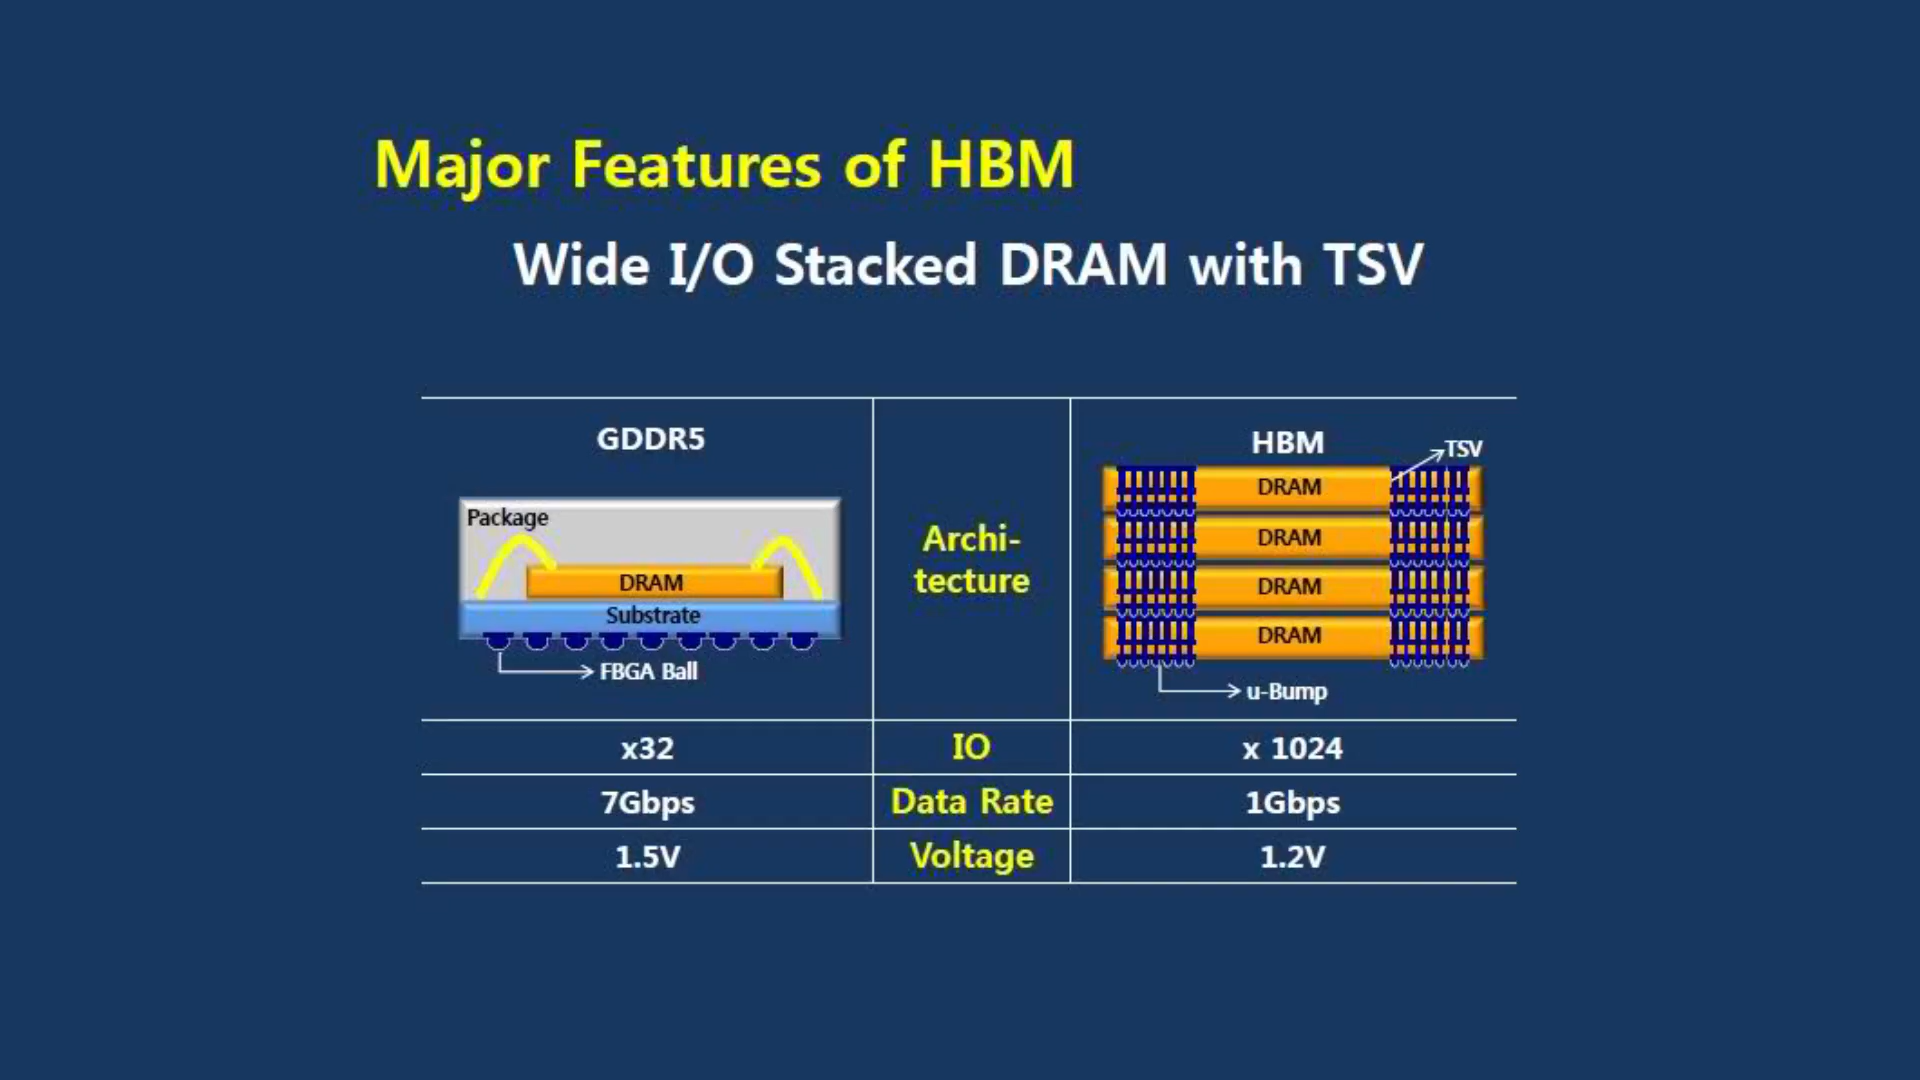 Major Features of HBM
Wide I/O Stacked DRAM with TSV
GDDR5
Package
DRAM
Substrate
FBGA Ball
Archi-
tecture
HBM
TSV
DRAM
DRAM
DRAM
DRAM
u-Bump
x32 IO x 1024
7Gbps Data Rate 1Gbps
1.5V Voltage 1.2V